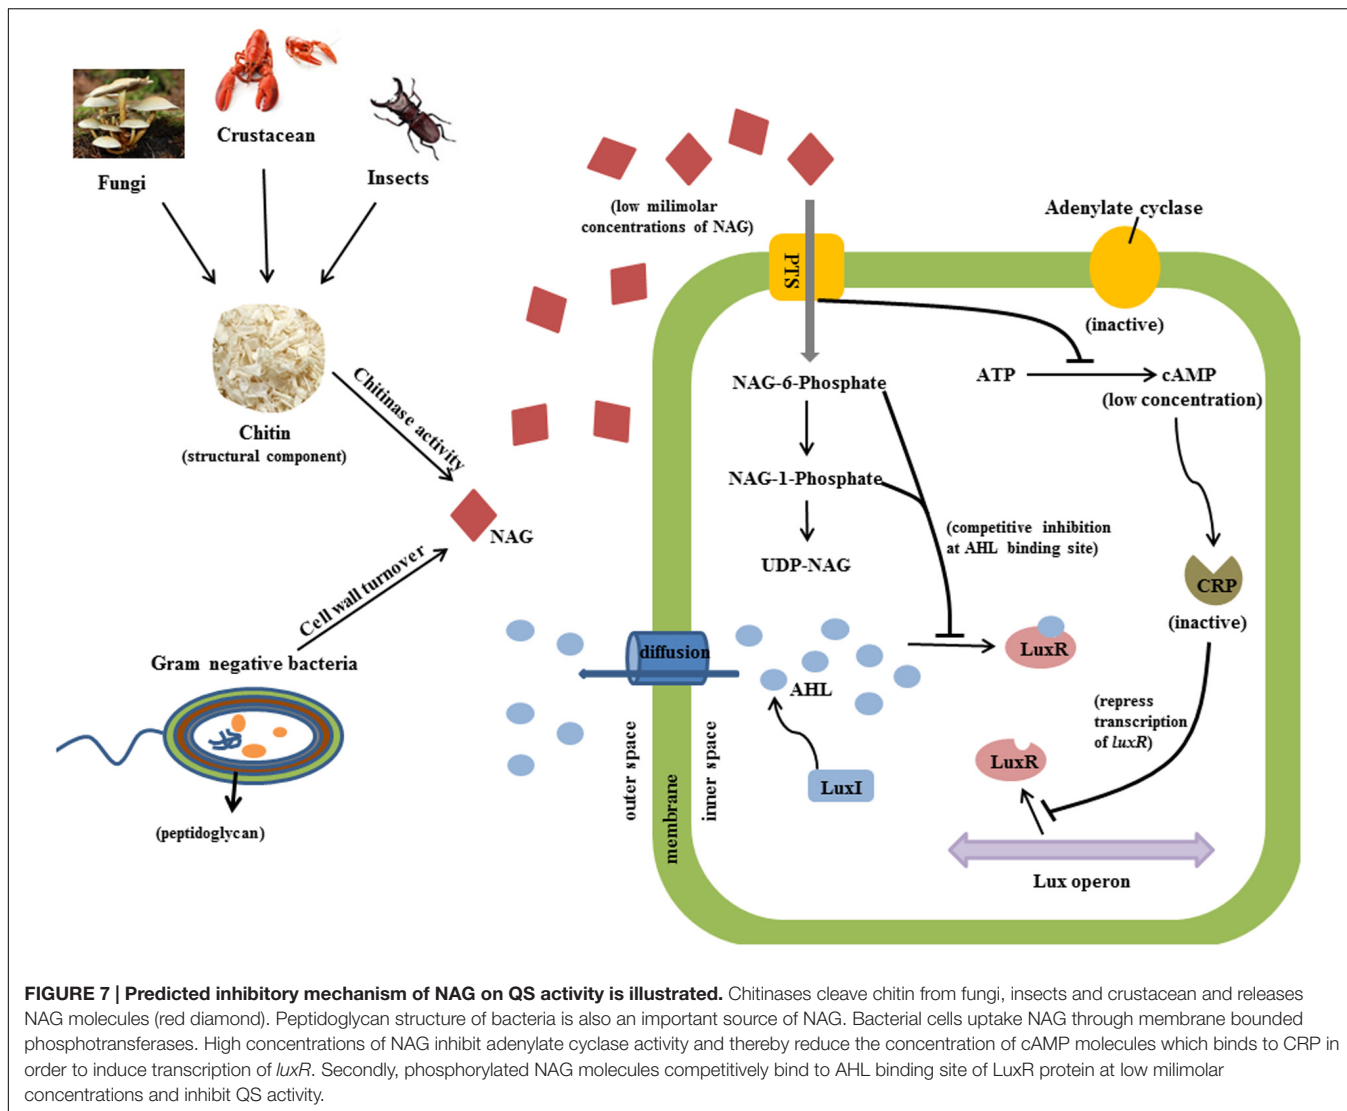 Fungi
Crustacean
Insects
Chitin
(structural component)
Chitinase activity
NAG
Cell wall turnover
Gram negative bacteria
(peptidoglycan)
(low milimolar
concentrations of NAG)
PTS
Adenylate cyclase
(inactive)
ATP
cAMP
(low concentration)
NAG-6-Phosphate
NAG-1-Phosphate
UDP-NAG
(competitive inhibition
at AHL binding site)
CRP
(inactive)
diffusion
AHL
LuxR
LuxI
(repress
transcription
of luxR)
LuxR
Lux operon
outer space
membrane
inner space
FIGURE 7 | Predicted inhibitory mechanism of NAG on QS activity is illustrated. Chitinases cleave chitin from fungi, insects and crustacean and releases
NAG molecules (red diamond). Peptidoglycan structure of bacteria is also an important source of NAG. Bacterial cells uptake NAG through membrane bounded
phosphotransferases. High concentrations of NAG inhibit adenylate cyclase activity and thereby reduce the concentration of cAMP molecules which binds to CRP in
order to induce transcription of luxR. Secondly, phosphorylated NAG molecules competitively bind to AHL binding site of LuxR protein at low milimolar
concentrations and inhibit QS activity.